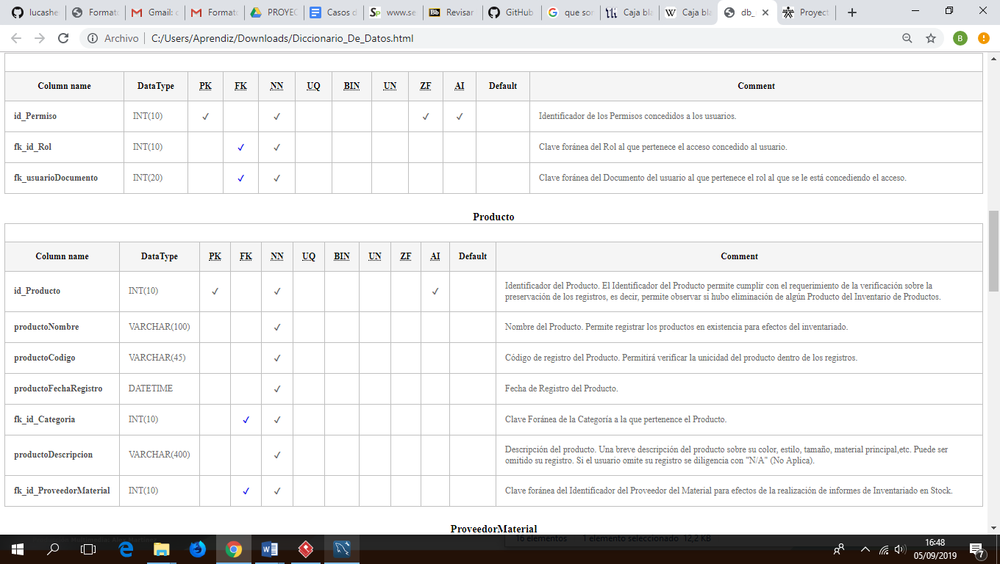 lucashe
Formato
Gmail: c
Formato
PROYEC
Casos d
www.se
Revisar
GitHub
que sor
Caja bla
Caja bla
db_
Proyect
Archivo C:/Users/Aprendiz/Downloads/Diccionario_De_Datos.html
B
Column name DataType PK FK NN UQ BIN UN ZF AI Default Comment
id_Permiso INT(10) ✓ ✓ ✓ ✓ Identificador de los Permisos concedidos a los usuarios.
fk_id_Rol INT(10) ✓ ✓ Clave foránea del Rol al que pertenece el acceso concedido al usuario.
fk_usuarioDocumento INT(20) ✓ ✓ Clave foránea del Documento del usuario al que pertenece el rol al que se le está concediendo el acceso.
Producto
Column name DataType PK FK NN UQ BIN UN ZF AI Default Comment
id_Producto INT(10) ✓ ✓ ✓ Identificador del Producto. El Identificador del Producto permite cumplir con el requerimiento de la verificación sobre la
preservación de los registros, es decir, permite observar si hubo eliminación de algún Producto del Inventario de Productos.
productoNombre VARCHAR(100) ✓ Nombre del Producto. Permite registrar los productos en existencia para efectos del inventariado.
productoCodigo VARCHAR(45) ✓ Código de registro del Producto. Permitirá verificar la unicidad del producto dentro de los registros.
productoFechaRegistro DATETIME ✓ Fecha de Registro del Producto.
fk_id_Categoria INT(10) ✓ ✓ Clave Foránea de la Categoría a la que pertenence el Producto.
productoDescripcion VARCHAR(400) ✓ Descripción del producto. Una breve descripción del producto sobre su color, estilo, tamaño, material principal,etc. Puede ser
omitido su registro. Si el usuario omite su registro se diligencia con "N/A" (No Aplica).
fk_id_ProveedorMaterial INT(10) ✓ ✓ Clave foránea del Identificador del Proveedor del Material para efectos de la realización de informes de Inventariado en Stock.
ProveedorMaterial
16 elementos 1 elemento seleccionado 12,2 KB
16:48
05/09/2019
7